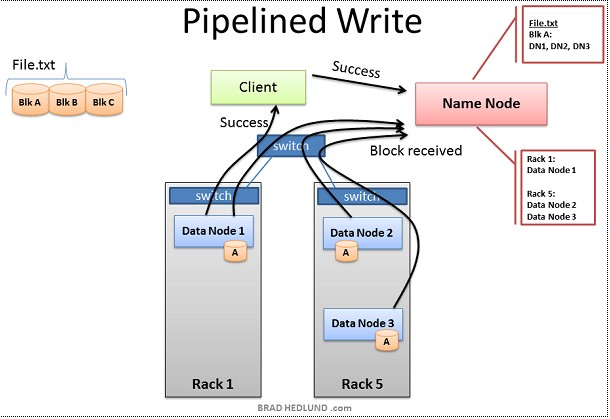 Pipelined Write
File.txt
Blk A Blk B Blk C
Client
Success
Name Node
File.txt
Blk A:
DN1, DN2, DN3
Success
switch
Block received
Rack 1:
Data Node 1
Rack 5:
Data Node 2
Data Node 3
switch
switch
Data Node 1
A
Data Node 2
A
Data Node 3
A
Rack 1
Rack 5
BRAD HEDLUND .com